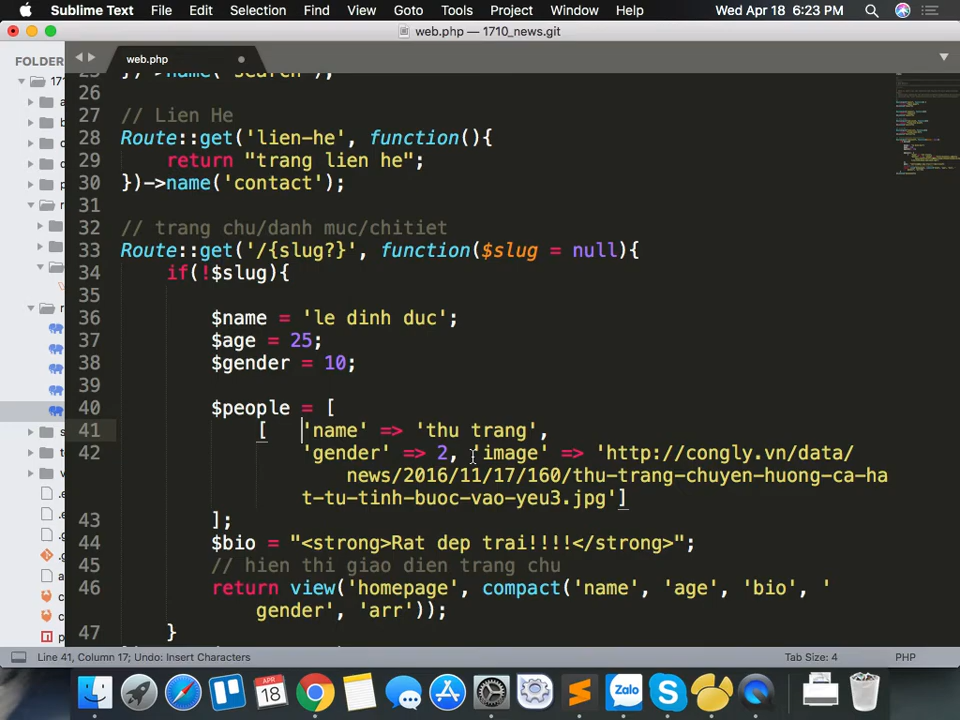 Sublime Text File Edit Selection Find View Goto Tools Project Window Help Wed Apr 18 6:23 PM
web.php — 1710_news.git
FOLDER
web.php
171
26
27 // Lien He
28 Route::get('lien-he', function(){
29 return "trang lien he";
30 })->name('contact');
31
32 // trang chu/danh muc/chitiet
33 Route::get('/{slug?}', function($slug = null){
34 if(!$slug){
35
36 $name = 'le dinh duc';
37 $age = 25;
38 $gender = 10;
39
40 $people = [
41 [ 'name' => 'thu trang',
42 'gender' => 2, 'image' => 'http://congly.vn/data/
news/2016/11/17/160/thu-trang-chuyen-huong-ca-ha
t-tu-tinh-buoc-vao-yeu3.jpg']
43 ];
44 $bio = "<strong>Rat dep trai!!!!</strong>";
45 // hien thi giao dien trang chu
46 return view('homepage', compact('name', 'age', 'bio', '
gender', 'arr'));
47 }
Line 41, Column 17; Undo: Insert Characters Tab Size: 4 PHP
APR
18
Zalo